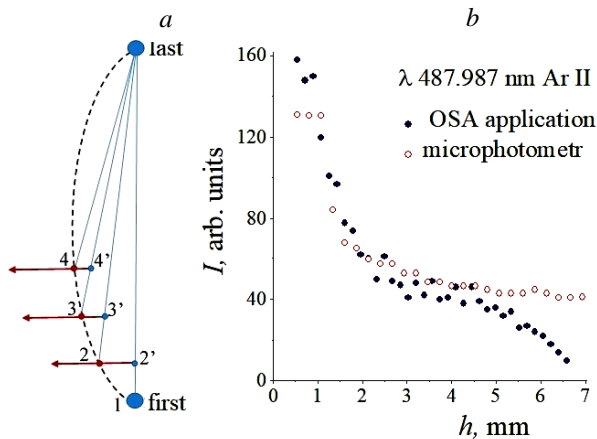 a
last
4
4'
3
3'
2
2'
1
first
b
λ 487.987 nm Ar II
OSA application
microphotometr
I, arb. units
160
120
80
40
0
0 1 2 3 4 5 6 7
h, mm